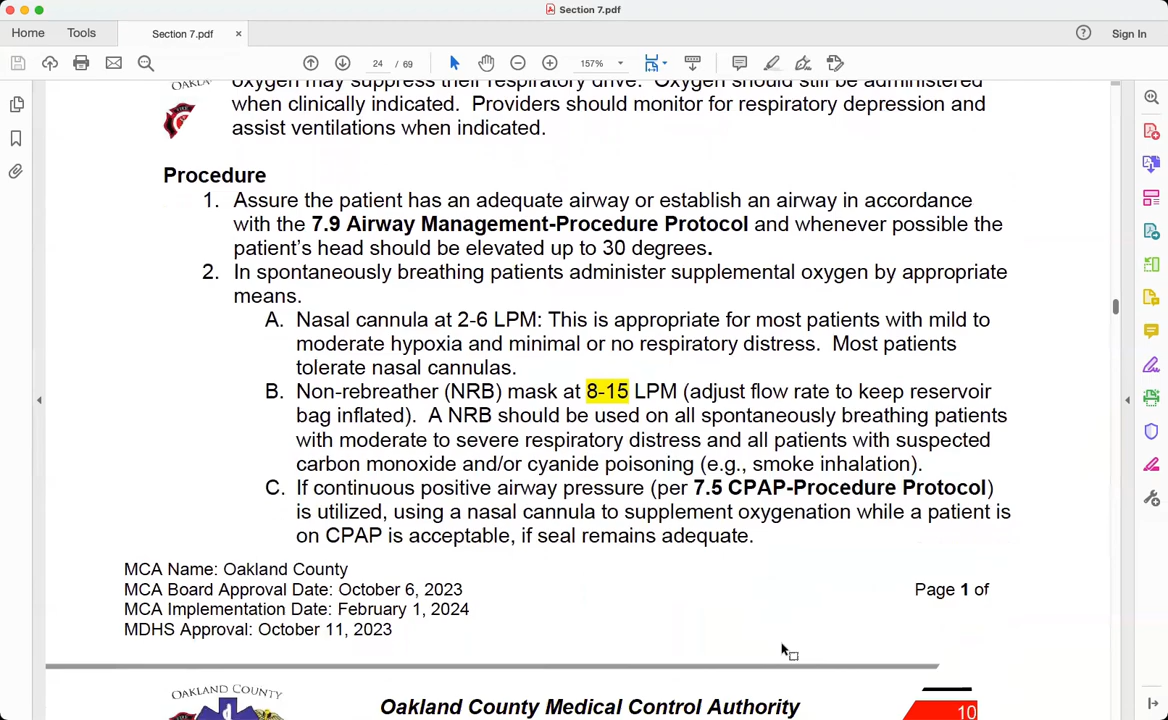 Section 7.pdf
Home Tools Section 7.pdf × Sign In
24 / 69 157%
oxygen may suppress their respiratory drive. Oxygen should still be administered
when clinically indicated. Providers should monitor for respiratory depression and
assist ventilations when indicated.
Procedure
1. Assure the patient has an adequate airway or establish an airway in accordance
with the 7.9 Airway Management-Procedure Protocol and whenever possible the
patient's head should be elevated up to 30 degrees.
2. In spontaneously breathing patients administer supplemental oxygen by appropriate
means.
A. Nasal cannula at 2-6 LPM: This is appropriate for most patients with mild to
moderate hypoxia and minimal or no respiratory distress. Most patients
tolerate nasal cannulas.
B. Non-rebreather (NRB) mask at 8-15 LPM (adjust flow rate to keep reservoir
bag inflated). A NRB should be used on all spontaneously breathing patients
with moderate to severe respiratory distress and all patients with suspected
carbon monoxide and/or cyanide poisoning (e.g., smoke inhalation).
C. If continuous positive airway pressure (per 7.5 CPAP-Procedure Protocol)
is utilized, using a nasal cannula to supplement oxygenation while a patient is
on CPAP is acceptable, if seal remains adequate.
MCA Name: Oakland County
MCA Board Approval Date: October 6, 2023
MCA Implementation Date: February 1, 2024
MDHS Approval: October 11, 2023
Page 1 of
OAKLAND COUNTY
Oakland County Medical Control Authority
10